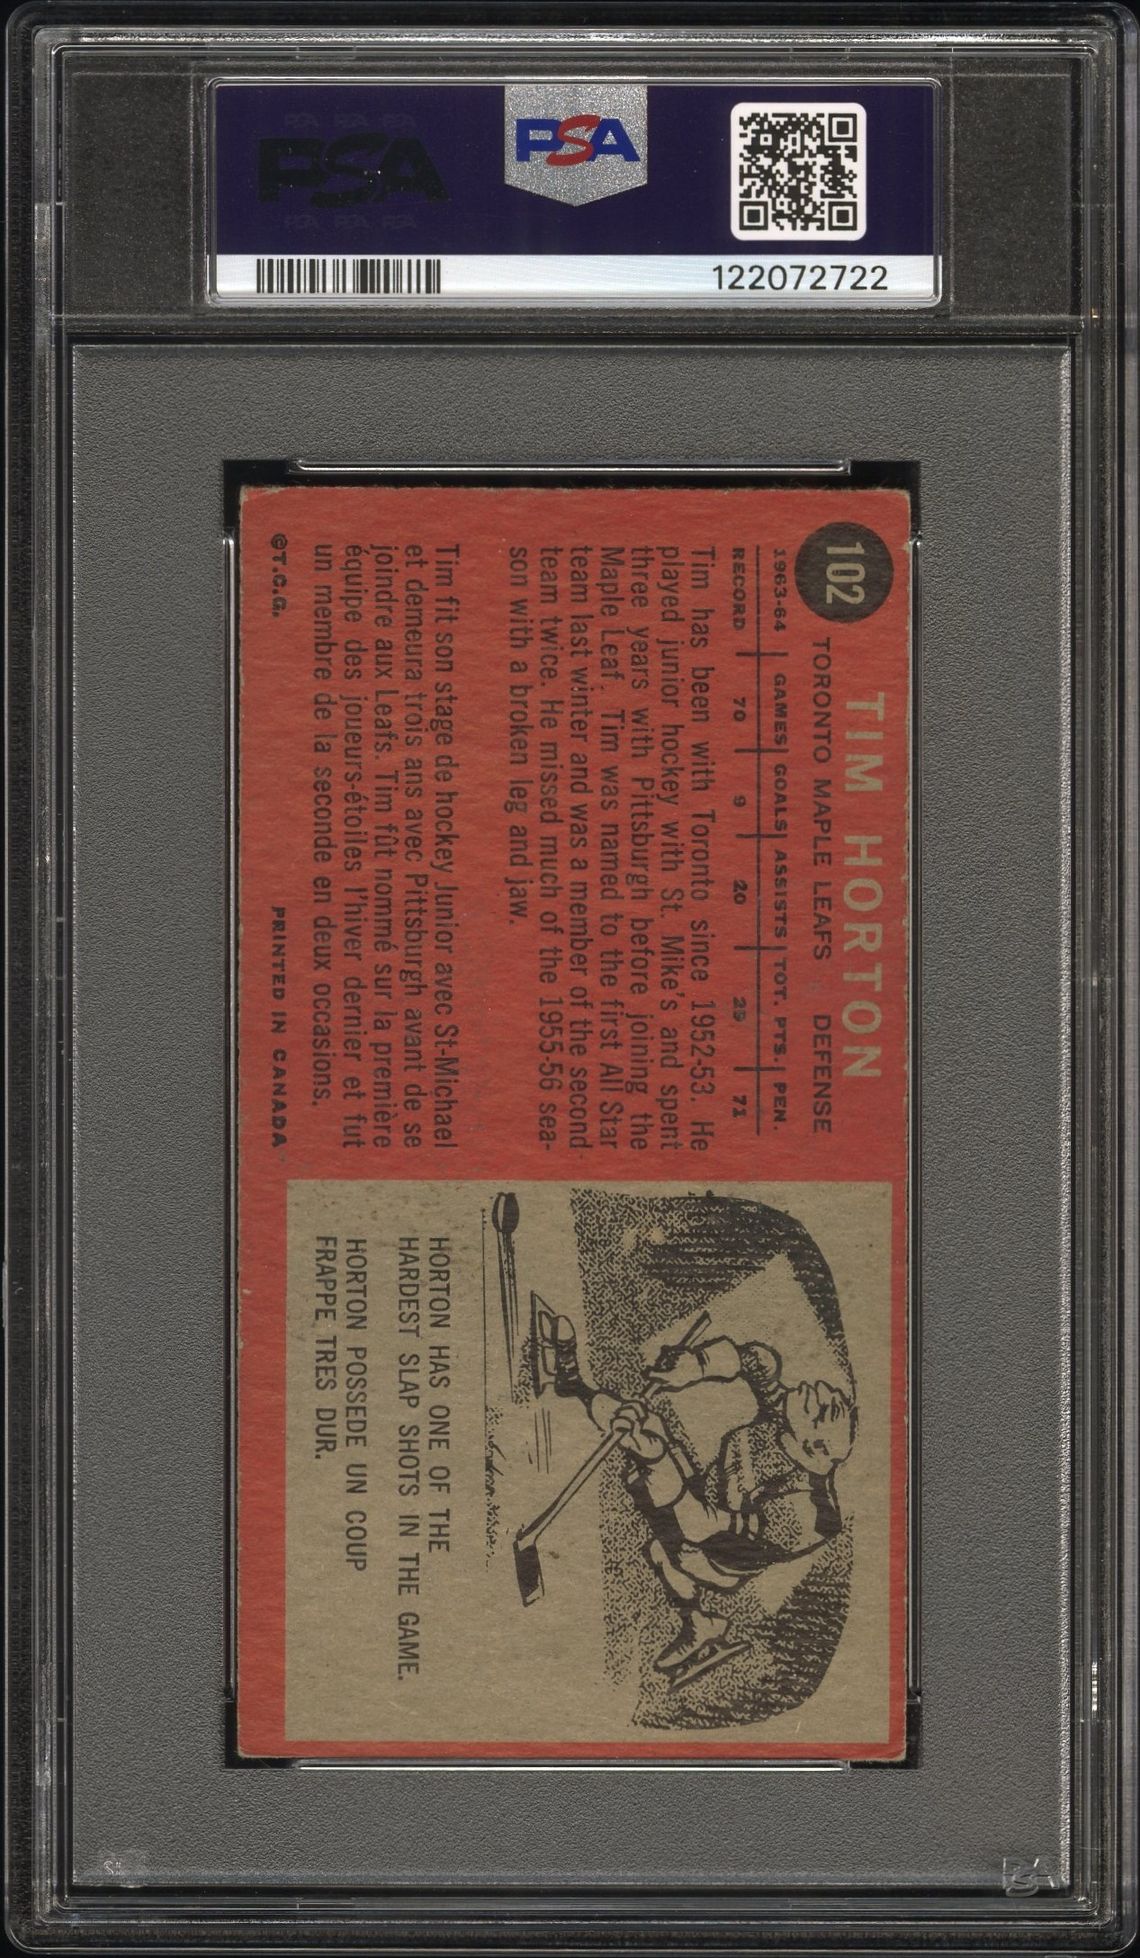 PSA
PSA
122072722
102
TIM HORTON
TORONTO MAPLE LEAFS DEFENSE
1963-64 GAMES GOALS ASSISTS TOT. PTS. PEN.
RECORD 70 9 20 29 71
Tim has been with Toronto since 1952-53. He
played junior hockey with St. Mike's and spent
three years with Pittsburgh before joining the
Maple Leaf. Tim was named to the first All Star
team last winter and was a member of the second
team twice. He missed much of the 1955-56 sea-
son with a broken leg and jaw.
Tim fit son stage de hockey Junior avec St-Michael
et demeura trois ans avec Pittsburgh avant de se
joindre aux Leafs. Tim fût nommé sur la première
équipe des joueurs-étoiles l'hiver dernier et fut
un membre de la seconde en deux occasions.
©T.C.G. PRINTED IN CANADA
HORTON HAS ONE OF THE
HARDEST SLAP SHOTS IN THE GAME.
HORTON POSSEDE UN COUP
FRAPPE TRES DUR.
PSA